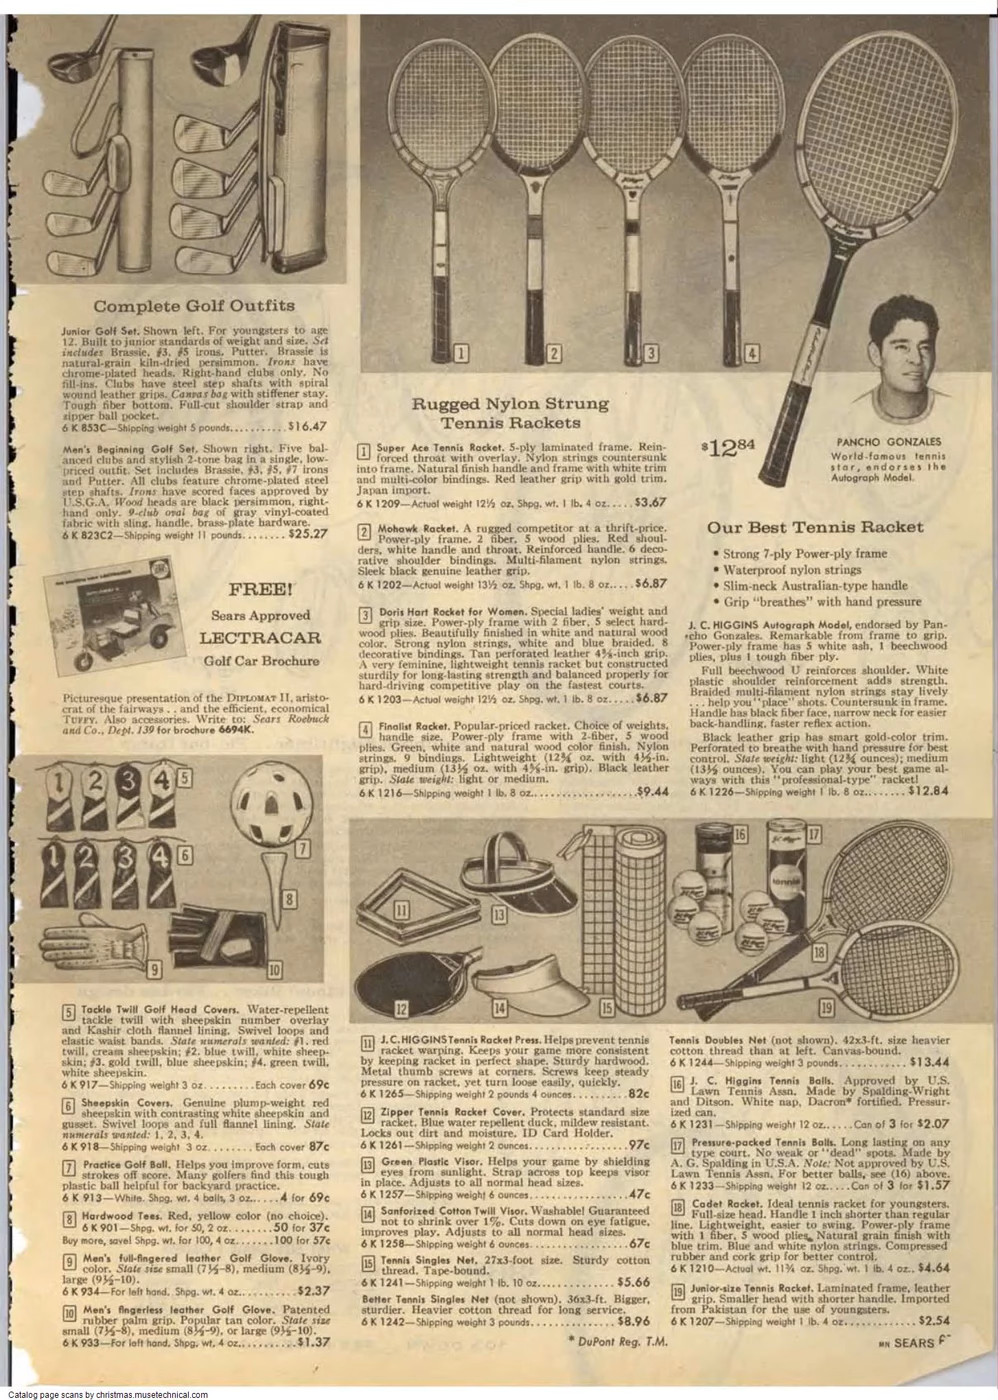 Complete Golf Outfits
Junior Golf Set. Shown left. For youngsters to age
12. Built to junior standards of weight and size. Set
includes Brassie, #3, #5 irons. Putter. Brassie is
natural-grain kiln-dried persimmon. Irons have
chrome-plated heads. Right-hand clubs only. No
fill-ins. Clubs have steel step shafts with spiral
wound leather grips. Canvas bag with stiffener stay.
Tough fiber bottom. Full-cut shoulder strap and
zipper ball pocket.
6 K 853C—Shipping weight 5 pounds..........$16.47
Men's Beginning Golf Set. Shown right. Five bal-
anced clubs and stylish 2-tone bag in a single, low-
priced outfit. Set includes Brassie, #3, #5, #7 irons
and Putter. All clubs feature chrome-plated steel
step shafts. Irons have scored faces approved by
U.S.G.A. Wood heads are black persimmon, right-
hand only. 9-club oval bag of gray vinyl-coated
fabric with sling, handle, brass-plate hardware.
6 K 823C2—Shipping weight 11 pounds........$25.27
FREE!
Sears Approved
LECTRACAR
Golf Car Brochure
Picturesque presentation of the DIPLOMAT II, aristo-
crat of the fairways . . and the efficient, economical
TUFFY. Also accessories. Write to: Sears Roebuck
and Co., Dept. 139 for brochure 6694K.
1 2 3 4 5
1 2 3 4 6
7
8
9
10
5 Tackle Twill Golf Head Covers. Water-repellent
tackle twill with sheepskin number overlay
and Kashir cloth flannel lining. Swivel loops and
elastic waist bands. State numerals wanted: #1, red
twill, cream sheepskin; #2, blue twill, white sheep-
skin; #3, gold twill, blue sheepskin; #4, green twill,
white sheepskin.
6 K 917—Shipping weight 3 oz.........Each cover 69c
6 Sheepskin Covers. Genuine plump-weight red
sheepskin with contrasting white sheepskin and
gusset. Swivel loops and full flannel lining. State
numerals wanted: 1, 2, 3, 4.
6 K 918—Shipping weight 3 oz........Each cover 87c
7 Practice Golf Ball. Helps you improve form, cuts
strokes off score. Many golfers find this tough
plastic ball helpful for backyard practice.
6 K 913—White. Shpg. wt. 4 balls, 3 oz......4 for 69c
8 Hardwood Tees. Red, yellow color (no choice).
6 K 901—Shpg. wt. for 50, 2 oz.........50 for 37c
Buy more, save! Shpg. wt. for 100, 4 oz.......100 for 57c
9 Men's full-fingered leather Golf Glove. Ivory
color. State size small (7½-8), medium (8½-9),
large (9½-10).
6 K 934—For left hand. Shpg. wt. 4 oz..........$2.37
10 Men's fingerless leather Golf Glove. Patented
rubber palm grip. Popular tan color. State size
small (7½-8), medium (8½-9), or large (9½-10).
6 K 933—For left hand. Shpg. wt. 4 oz..........$1.37
1
2
3
4
Rugged Nylon Strung
Tennis Rackets
1 Super Ace Tennis Racket. 5-ply laminated frame. Rein-
forced throat with overlay. Nylon strings countersunk
into frame. Natural finish handle and frame with white trim
and multi-color bindings. Red leather grip with gold trim.
Japan import.
6 K 1209—Actual weight 12½ oz. Shpg. wt. 1 lb. 4 oz.....$3.67
2 Mohawk Racket. A rugged competitor at a thrift-price.
Power-ply frame. 2 fiber, 5 wood plies. Red shoul-
ders, white handle and throat. Reinforced handle. 6 deco-
rative shoulder bindings. Multi-filament nylon strings.
Sleek black genuine leather grip.
6 K 1202—Actual weight 13½ oz. Shpg. wt. 1 lb. 8 oz.....$6.87
3 Doris Hart Racket for Women. Special ladies' weight and
grip size. Power-ply frame with 2 fiber, 5 select hard-
wood plies. Beautifully finished in white and natural wood
color. Strong nylon strings, white and blue braided. 8
decorative bindings. Tan perforated leather 4⅜-inch grip.
A very feminine, lightweight tennis racket but constructed
sturdily for long-lasting strength and balanced properly for
hard-driving competitive play on the fastest courts.
6 K 1203—Actual weight 12½ oz. Shpg. wt. 1 lb. 8 oz.....$6.87
4 Finalist Racket. Popular-priced racket. Choice of weights,
handle size. Power-ply frame with 2-fiber, 5 wood
plies. Green, white and natural wood color finish. Nylon
strings. 9 bindings. Lightweight (12¾ oz. with 4½-in.
grip), medium (13½ oz. with 4⅝-in. grip). Black leather
grip. State weight: light or medium.
6 K 1216—Shipping weight 1 lb. 8 oz....................$9.44
$12 84
PANCHO GONZALES
World-famous tennis
star, endorses the
Autograph Model.
Our Best Tennis Racket
• Strong 7-ply Power-ply frame
• Waterproof nylon strings
• Slim-neck Australian-type handle
• Grip "breathes" with hand pressure
J. C. HIGGINS Autograph Model, endorsed by Pan-
cho Gonzales. Remarkable from frame to grip.
Power-ply frame has 5 white ash, 1 beechwood
plies, plus 1 tough fiber ply.
Full beechwood U reinforces shoulder. White
plastic shoulder reinforcement adds strength.
Braided multi-filament nylon strings stay lively
. . . help you "place" shots. Countersunk in frame.
Handle has black fiber face, narrow neck for easier
back-handling, faster reflex action.
Black leather grip has smart gold-color trim.
Perforated to breathe with hand pressure for best
control. State weight: light (12¾ ounces); medium
(13½ ounces). You can play your best game al-
ways with this "professional-type" racket!
6 K 1226—Shipping weight 1 lb. 8 oz........$12.84
11
12
13
14
15
16
17
tennis
18
19
11 J. C. HIGGINS Tennis Racket Press. Helps prevent tennis
racket warping. Keeps your game more consistent
by keeping racket in perfect shape. Sturdy hardwood.
Metal thumb screws at corners. Screws keep steady
pressure on racket, yet turn loose easily, quickly.
6 K 1265—Shipping weight 2 pounds 4 ounces..........82c
12 Zipper Tennis Racket Cover. Protects standard size
racket. Blue water repellent duck, mildew resistant.
Locks out dirt and moisture. ID Card Holder.
6 K 1261—Shipping weight 2 ounces..................97c
13 Green Plastic Visor. Helps your game by shielding
eyes from sunlight. Strap across top keeps visor
in place. Adjusts to all normal head sizes.
6 K 1257—Shipping weight 6 ounces..................47c
14 Sanforized Cotton Twill Visor. Washable! Guaranteed
not to shrink over 1%. Cuts down on eye fatigue,
improves play. Adjusts to all normal head sizes.
6 K 1258—Shipping weight 6 ounces..................67c
15 Tennis Singles Net, 27x3-foot size. Sturdy cotton
thread. Tape-bound.
6 K 1241—Shipping weight 1 lb. 10 oz..............$5.66
Better Tennis Singles Net (not shown). 36x3-ft. Bigger,
sturdier. Heavier cotton thread for long service.
6 K 1242—Shipping weight 3 pounds................$8.96
* DuPont Reg. T.M.
Tennis Doubles Net (not shown). 42x3-ft. size heavier
cotton thread than at left. Canvas-bound.
6 K 1244—Shipping weight 3 pounds............$13.44
16 J. C. Higgins Tennis Balls. Approved by U.S.
Lawn Tennis Assn. Made by Spalding-Wright
and Ditson. White nap, Dacron* fortified. Pressur-
ized can.
6 K 1231—Shipping weight 12 oz......Can of 3 for $2.07
17 Pressure-packed Tennis Balls. Long lasting on any
type court. No weak or "dead" spots. Made by
A. G. Spalding in U.S.A. Note: Not approved by U.S.
Lawn Tennis Assn. For better balls, see (16) above.
6 K 1233—Shipping weight 12 oz.....Can of 3 for $1.57
18 Cadet Racket. Ideal tennis racket for youngsters.
Full-size head. Handle 1 inch shorter than regular
line. Lightweight, easier to swing. Power-ply frame
with 1 fiber, 5 wood plies. Natural grain finish with
blue trim. Blue and white nylon strings. Compressed
rubber and cork grip for better control.
6 K 1210—Actual wt. 11¾ oz. Shpg. wt. 1 lb. 4 oz..$4.64
19 Junior-size Tennis Racket. Laminated frame, leather
grip. Smaller head with shorter handle. Imported
from Pakistan for the use of youngsters.
6 K 1207—Shipping weight 1 lb. 4 oz..............$2.54
MN SEARS
Catalog page scans by christmas.musetechnical.com